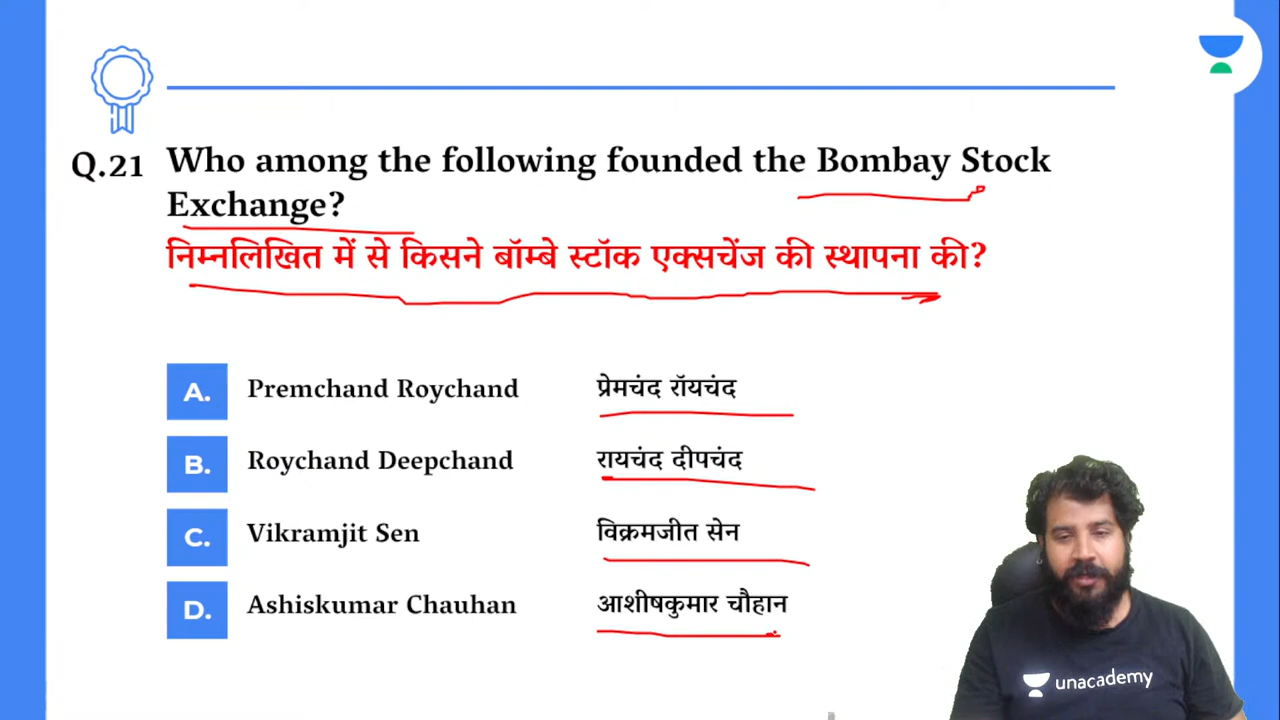 Q.21 Who among the following founded the Bombay Stock
Exchange?
निम्नलिखित में से किसने बॉम्बे स्टॉक एक्सचेंज की स्थापना की?
A. Premchand Roychand प्रेमचंद रॉयचंद
B. Roychand Deepchand रायचंद दीपचंद
C. Vikramjit Sen विक्रमजीत सेन
D. Ashiskumar Chauhan आशीषकुमार चौहान
unacademy